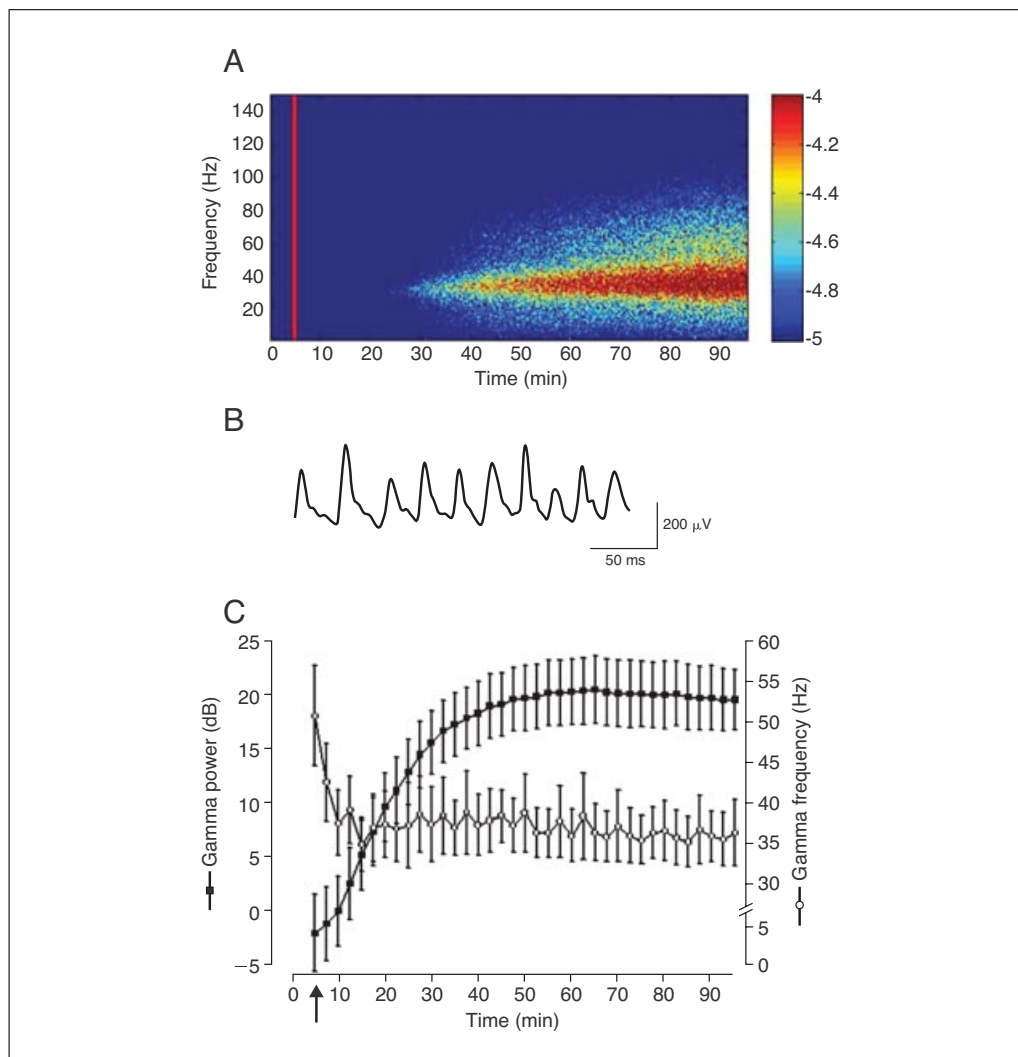 A
Frequency (Hz)
140
120
100
80
60
40
20
0 10 20 30 40 50 60 70 80 90
Time (min)
-4
-4.2
-4.4
-4.6
-4.8
-5
B
200 μV
50 ms
C
Gamma power (dB)
25
20
15
10
5
0
−5
60
55
50
45
40
35
30
5
0
Gamma frequency (Hz)
0 10 20 30 40 50 60 70 80 90
Time (min)